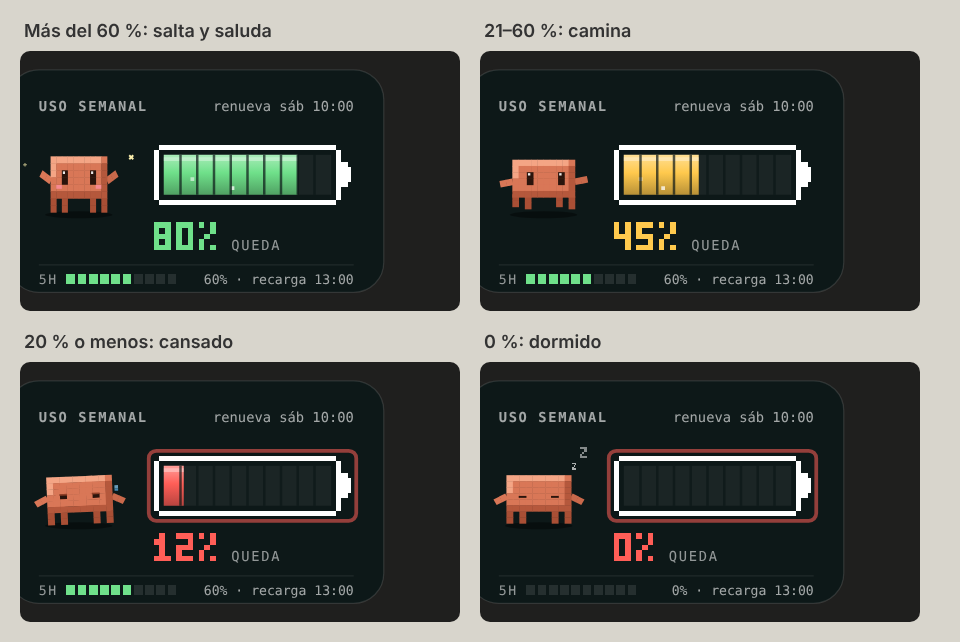 Más del 60 %: salta y saluda
USO SEMANAL renueva sáb 10:00
80% QUEDA
5H 60% · recarga 13:00
21–60 %: camina
USO SEMANAL renueva sáb 10:00
45% QUEDA
5H 60% · recarga 13:00
20 % o menos: cansado
USO SEMANAL renueva sáb 10:00
12% QUEDA
5H 60% · recarga 13:00
0 %: dormido
z z
USO SEMANAL renueva sáb 10:00
0% QUEDA
5H 0% · recarga 13:00